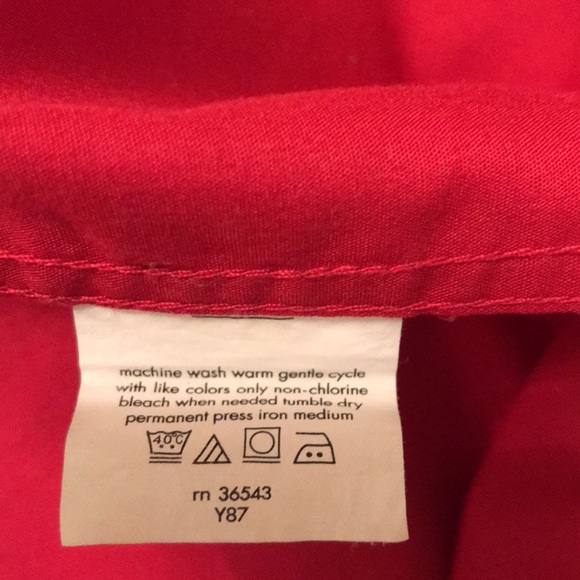 machine wash warm gentle cycle
with like colors only non-chlorine
bleach when needed tumble dry
permanent press iron medium
40°C
rn 36543
Y87